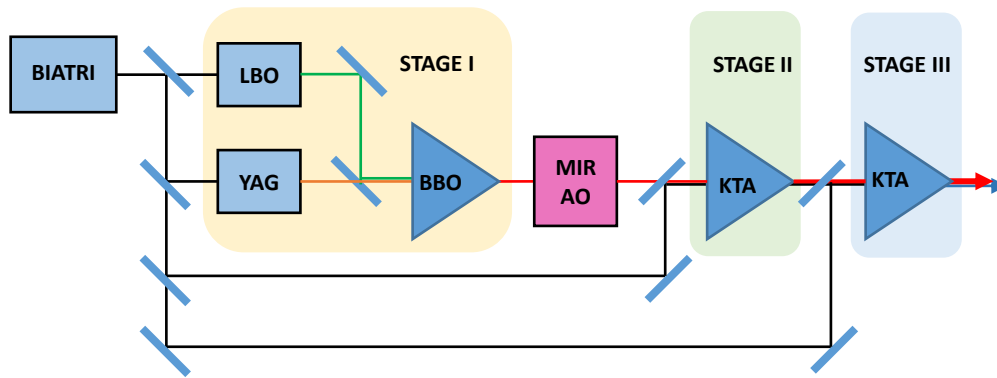 STAGE I
STAGE II
STAGE III
BIATRI
LBO
YAG
BBO
MIR
AO
KTA
KTA